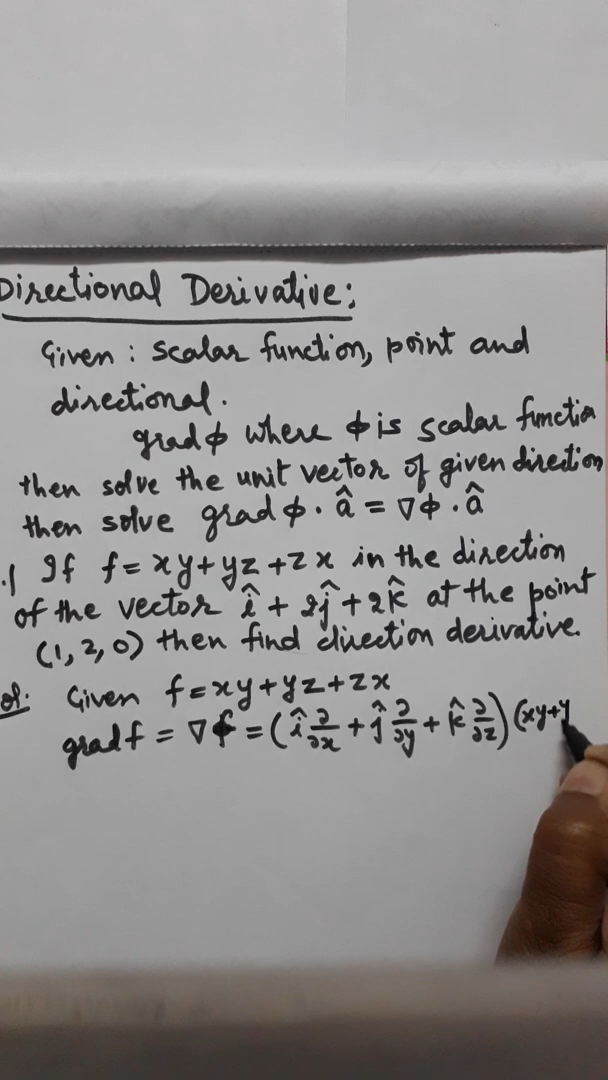 Directional Derivative:
Given: scalar function, point and
directional.
grad ϕ where ϕ is scalar functio
then solve the unit vector of given direction
then solve grad ϕ . â = ∇ϕ . â
.1 If f = xy + yz + zx in the direction
of the vector î + 2ĵ + 2k̂ at the point
(1, 2, 0) then find direction derivative.
ol. Given f = xy + yz + zx
grad f = ∇f = (î ∂/∂x + ĵ ∂/∂y + k̂ ∂/∂z) (xy + y